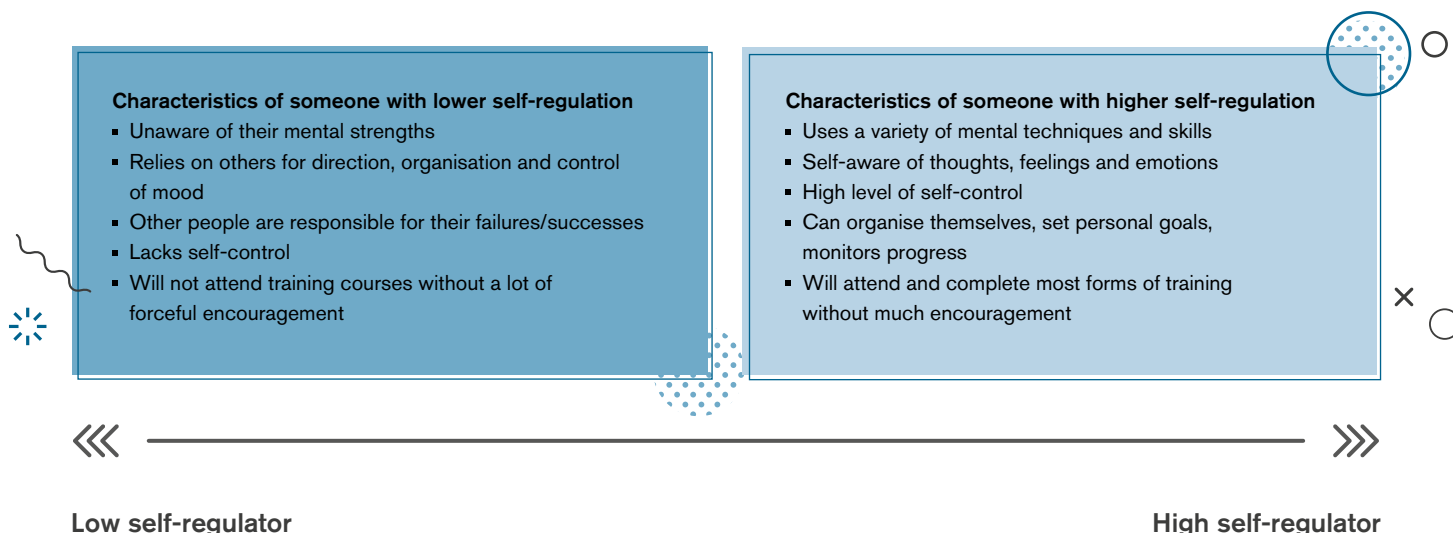 Characteristics of someone with lower self-regulation
▪ Unaware of their mental strengths
▪ Relies on others for direction, organisation and control
of mood
▪ Other people are responsible for their failures/successes
▪ Lacks self-control
▪ Will not attend training courses without a lot of
forceful encouragement
Characteristics of someone with higher self-regulation
▪ Uses a variety of mental techniques and skills
▪ Self-aware of thoughts, feelings and emotions
▪ High level of self-control
▪ Can organise themselves, set personal goals,
monitors progress
▪ Will attend and complete most forms of training
without much encouragement
Low self-regulator
High self-regulator